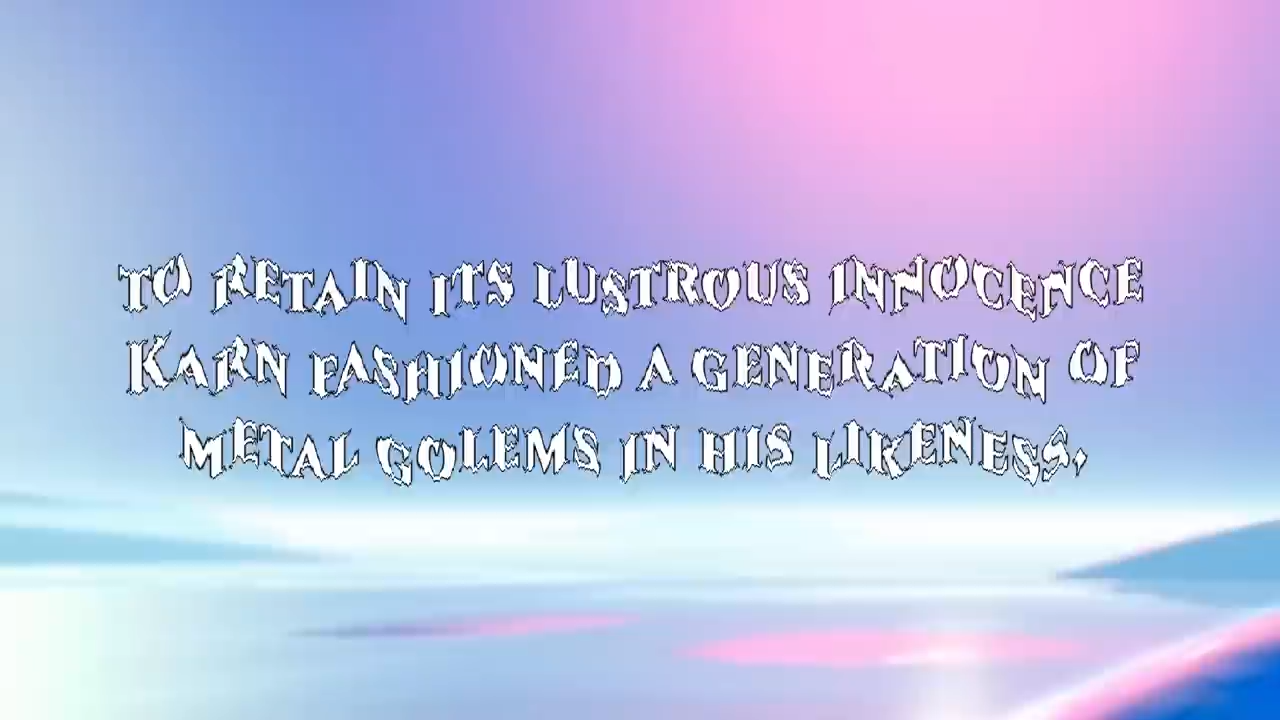 TO RETAIN ITS LUSTROUS INNOCENCE
KARN FASHIONED A GENERATION OF
METAL GOLEMS IN HIS LIKENESS,